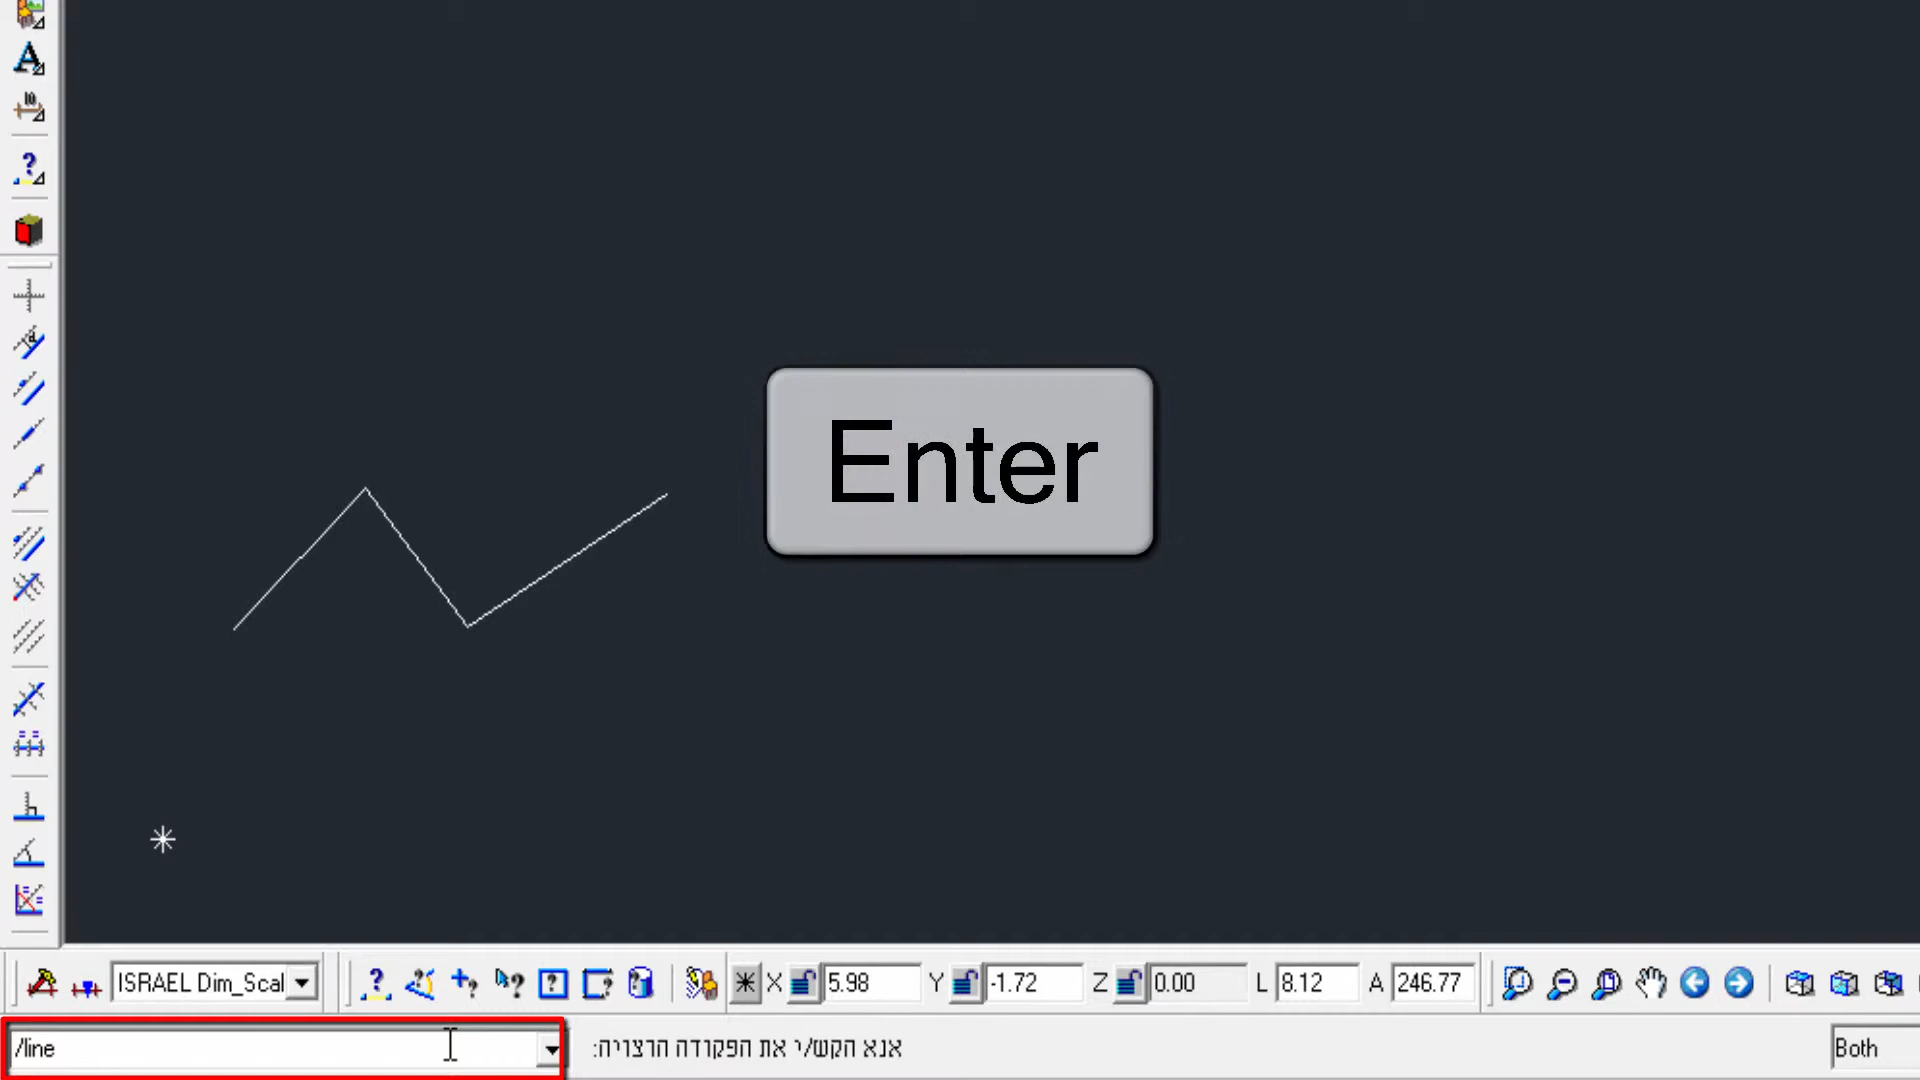 A
10
?
Enter
ISRAEL Dim_Scal
X
5.98
Y
-1.72
Z
0.00
L
8.12
A
246.77
/line
אנא הקש/י את הפקודה הרצויה:
Both